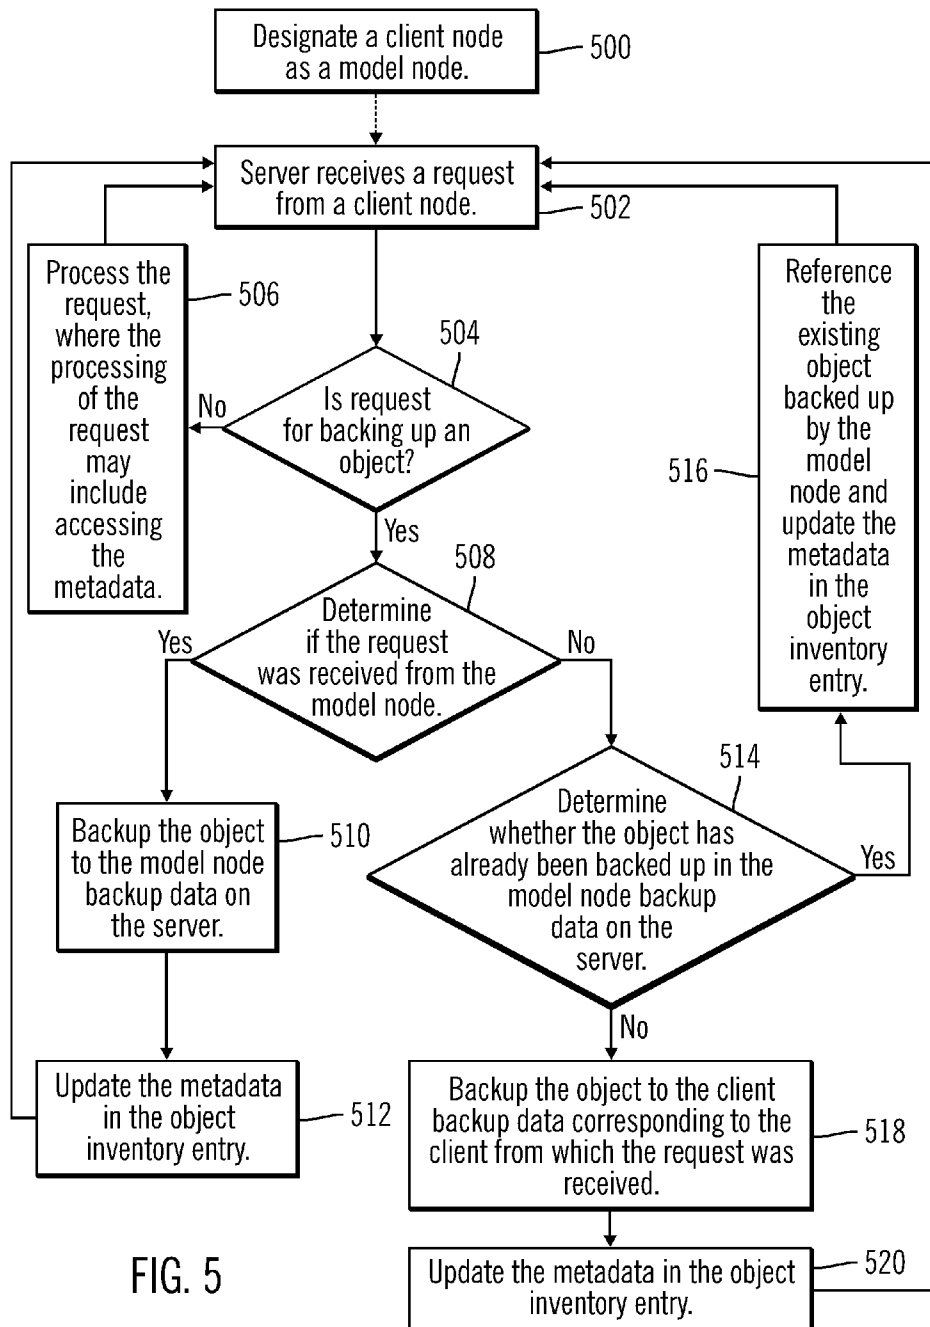 Designate a client node
as a model node.
500
Server receives a request
from a client node.
502
Process the
request,
where the
processing
of the
request
may
include
accessing
the
metadata.
506
504
Is request
for backing up an
object?
No
Yes
Reference
the
existing
object
backed up
by the
model
node and
update the
metadata
in the
object
inventory
entry.
516
508
Determine
if the request
was received from the
model node.
Yes
No
514
Determine
whether the object has
already been backed up in the
model node backup
data on the
server.
Yes
No
Backup the object
to the model node
backup data on
the server.
510
Update the metadata
in the object
inventory entry.
512
Backup the object to the client
backup data corresponding to the
client from which the request was
received.
518
Update the metadata in the object
inventory entry.
520
FIG. 5